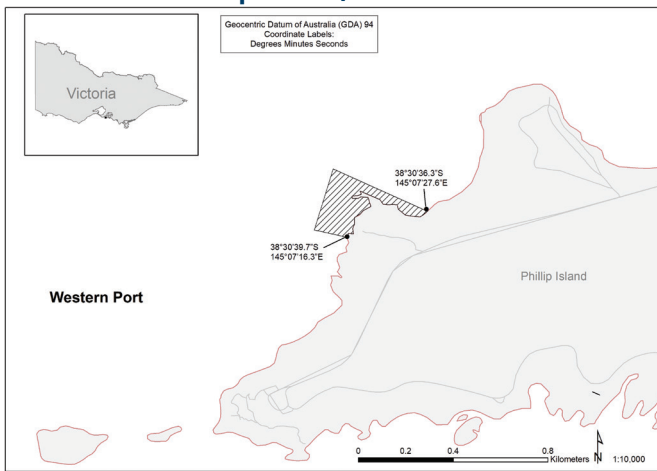 Geocentric Datum of Australia (GDA) 94
Coordinate Labels:
Degrees Minutes Seconds
Victoria
38°30'36.3"S
145°07'27.6"E
38°30'39.7"S
145°07'16.3"E
Phillip Island
Western Port
0 0.2 0.4 0.8
Kilometers
N
1:10,000